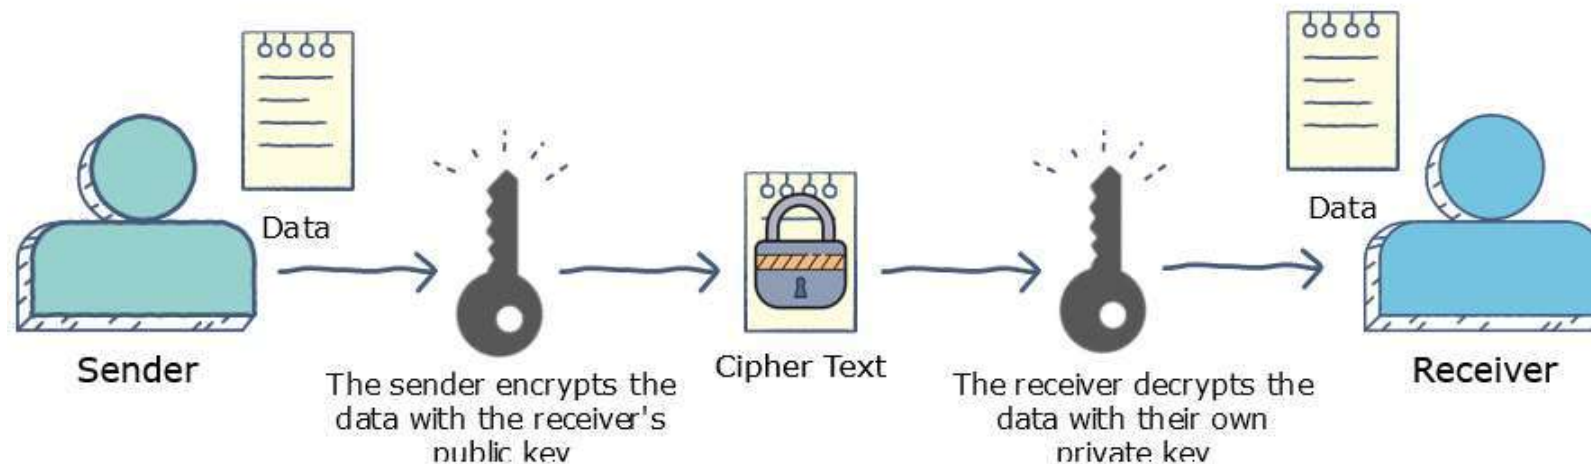 Data
Data
Sender
The sender encrypts the
data with the receiver's
public key
Cipher Text
The receiver decrypts the
data with their own
private key
Receiver